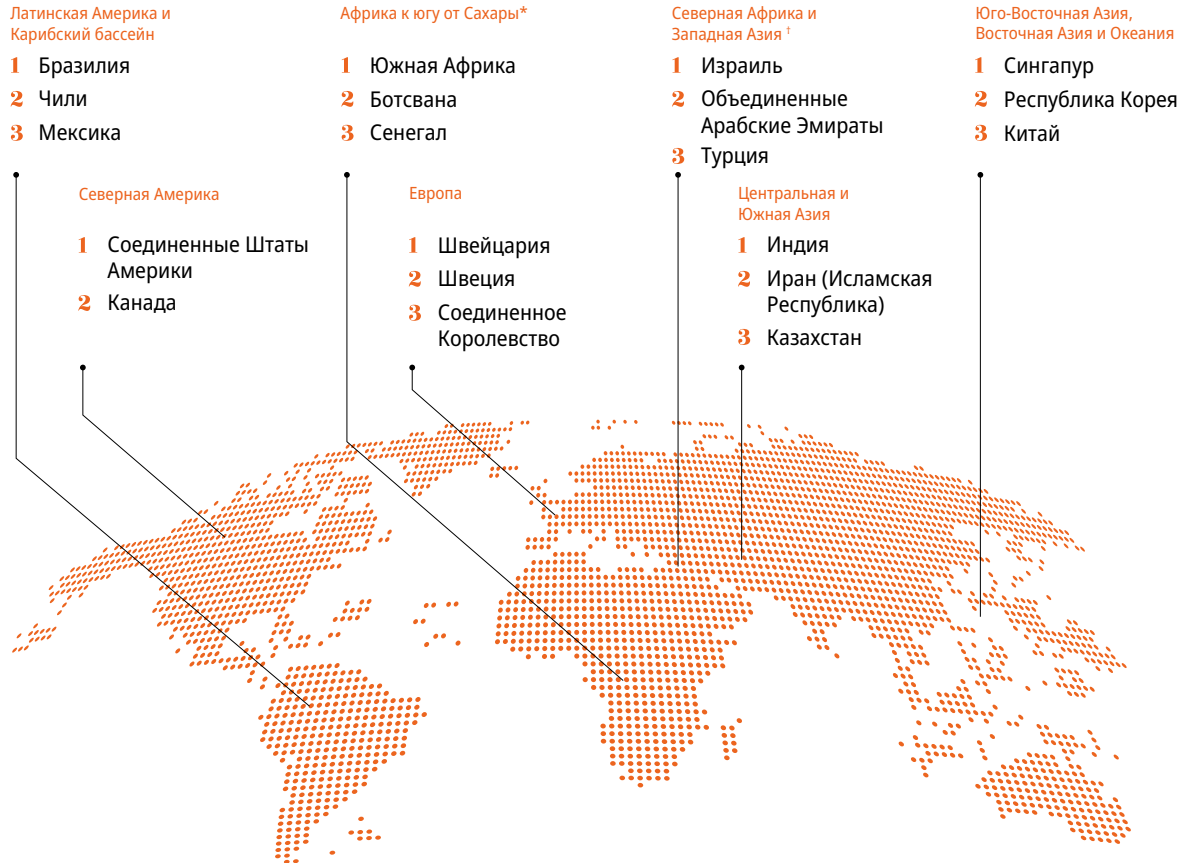 Латинская Америка и
Карибский бассейн
1 Бразилия
2 Чили
3 Мексика
Африка к югу от Сахары*
1 Южная Африка
2 Ботсвана
3 Сенегал
Северная Африка и
Западная Азия †
1 Израиль
2 Объединенные
Арабские Эмираты
3 Турция
Юго-Восточная Азия,
Восточная Азия и Океания
1 Сингапур
2 Республика Корея
3 Китай
Северная Америка
1 Соединенные Штаты
Америки
2 Канада
Европа
1 Швейцария
2 Швеция
3 Соединенное
Королевство
Центральная и
Южная Азия
1 Индия
2 Иран (Исламская
Республика)
3 Казахстан